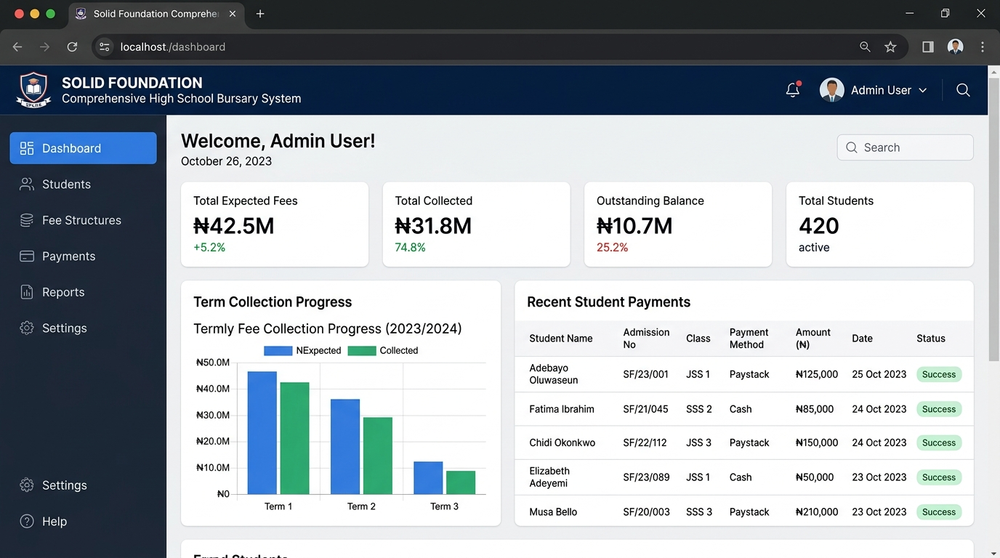 Solid Foundation Comprehe
localhost./dashboard
SOLID FOUNDATION
Comprehensive High School Bursary System
Admin User
Dashboard
Students
Fee Structures
Payments
Reports
Settings
Settings
Help
Welcome, Admin User!
October 26, 2023
Search
Total Expected Fees
₦42.5M
+5.2%
Total Collected
₦31.8M
74.8%
Outstanding Balance
₦10.7M
25.2%
Total Students
420
active
Term Collection Progress
Termly Fee Collection Progress (2023/2024)
NExpected Collected
₦50.0M
₦40.0M
₦30.0M
₦20.0M
₦10.0M
₦0
Term 1 Term 2 Term 3
Recent Student Payments
Student Name Admission No Class Payment Method Amount (₦) Date Status
Adebayo Oluwaseun SF/23/001 JSS 1 Paystack ₦125,000 25 Oct 2023 Success
Fatima Ibrahim SF/21/045 SSS 2 Cash ₦85,000 24 Oct 2023 Success
Chidi Okonkwo SF/22/112 JSS 3 Paystack ₦150,000 24 Oct 2023 Success
Elizabeth Adeyemi SF/23/089 JSS 1 Cash ₦50,000 23 Oct 2023 Success
Musa Bello SF/20/003 SSS 3 Paystack ₦210,000 23 Oct 2023 Success